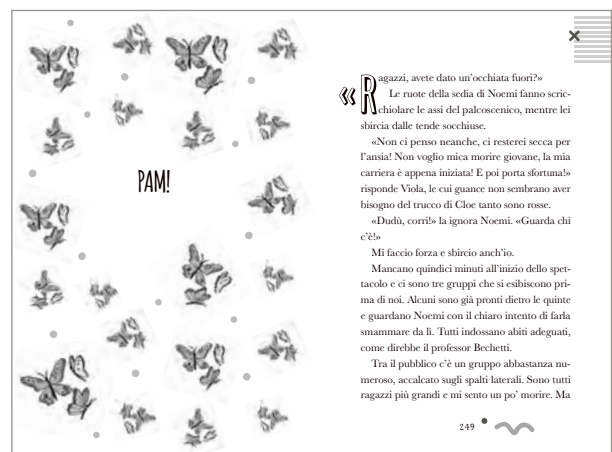 PAM!
«Ragazzi, avete dato un'occhiata fuori?»
Le ruote della sedia di Noemi fanno scric-
chiolare le assi del palcoscenico, mentre lei
sbircia dalle tende socchiuse.
«Non ci penso neanche, ci resterei secca per
l'ansia! Non voglio mica morire giovane, la mia
carriera è appena iniziata! E poi porta sfortuna!»
risponde Viola, le cui guance non sembrano aver
bisogno del trucco di Cloe tanto sono rosse.
«Dudù, corri!» la ignora Noemi. «Guarda chi
c'è!»
Mi faccio forza e sbircio anch'io.
Mancano quindici minuti all'inizio dello spet-
tacolo e ci sono tre gruppi che si esibiscono pri-
ma di noi. Alcuni sono già pronti dietro le quinte
e guardano Noemi con il chiaro intento di farla
smammare da lì. Tutti indossano abiti adeguati,
come direbbe il professor Bechetti.
Tra il pubblico c'è un gruppo abbastanza nu-
meroso, accalcato sugli spalti laterali. Sono tutti
ragazzi più grandi e mi sento un po' morire. Ma
249